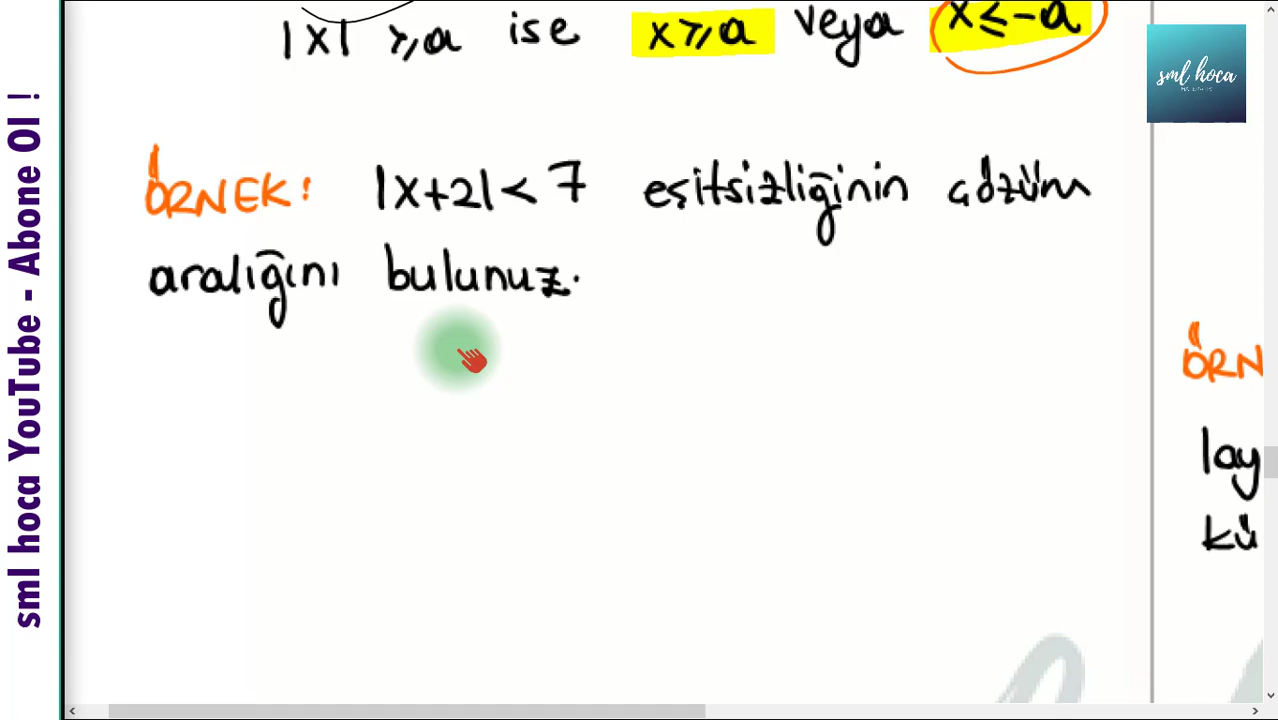 |x| ⩾a ise x⩾a veya x≤-a
sml hoca
ÖRNEK: |x+2|<7 eşitsizliğinin çözüm
aralığını bulunuz.
ÖRN
lay
kü
sml hoca YouTube - Abone Ol !